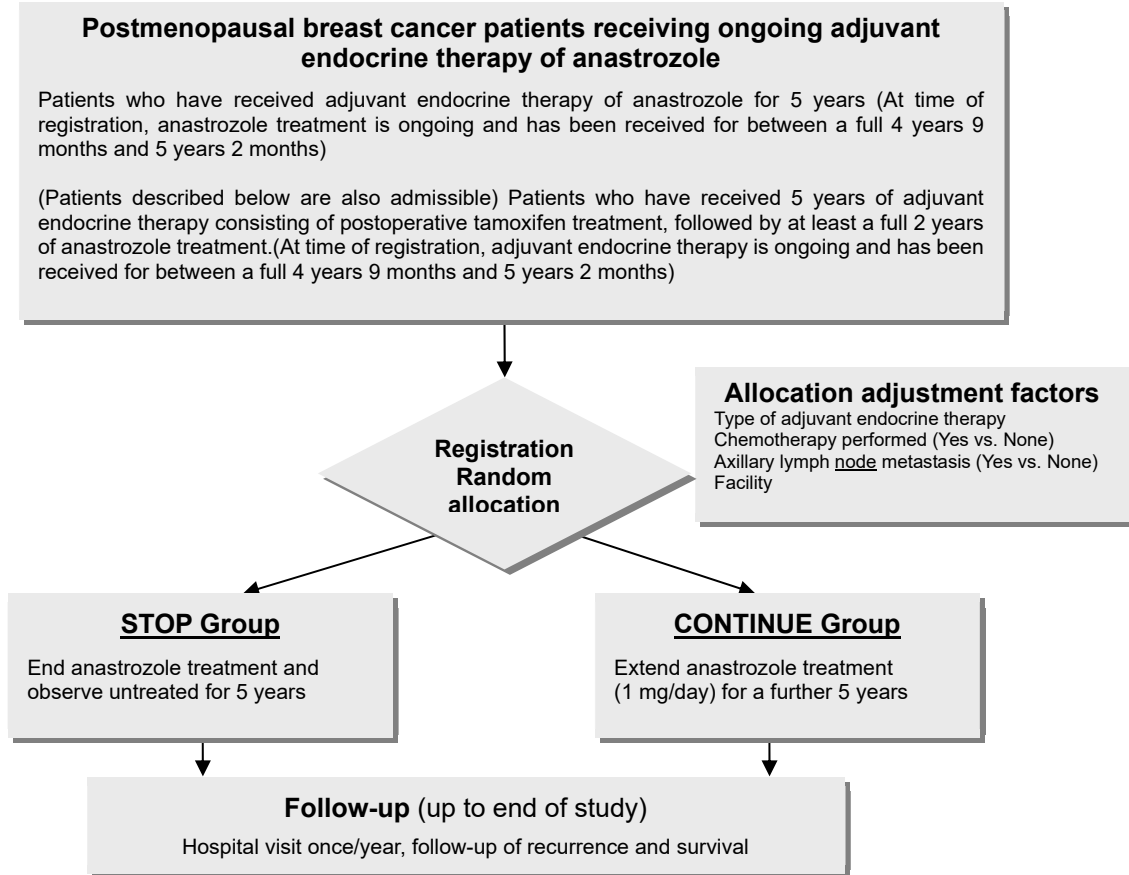 Postmenopausal breast cancer patients receiving ongoing adjuvant
endocrine therapy of anastrozole
Patients who have received adjuvant endocrine therapy of anastrozole for 5 years (At time of
registration, anastrozole treatment is ongoing and has been received for between a full 4 years 9
months and 5 years 2 months)
(Patients described below are also admissible) Patients who have received 5 years of adjuvant
endocrine therapy consisting of postoperative tamoxifen treatment, followed by at least a full 2 years
of anastrozole treatment.(At time of registration, adjuvant endocrine therapy is ongoing and has been
received for between a full 4 years 9 months and 5 years 2 months)
Registration
Random
allocation
Allocation adjustment factors
Type of adjuvant endocrine therapy
Chemotherapy performed (Yes vs. None)
Axillary lymph node metastasis (Yes vs. None)
Facility
STOP Group
End anastrozole treatment and
observe untreated for 5 years
CONTINUE Group
Extend anastrozole treatment
(1 mg/day) for a further 5 years
Follow-up (up to end of study)
Hospital visit once/year, follow-up of recurrence and survival